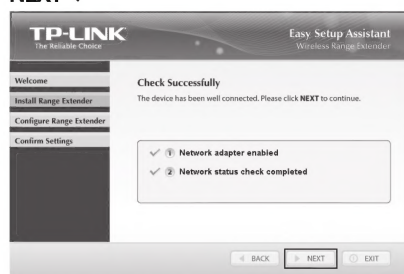 TP-LINK
The Reliable Choice
Easy Setup Assistant
Wireless Range Extender
Welcome
Install Range Extender
Configure Range Extender
Confirm Settings
Check Successfully
The device has been well connected. Please click NEXT to continue.
1 Network adapter enabled
2 Network status check completed
BACK
NEXT
EXIT